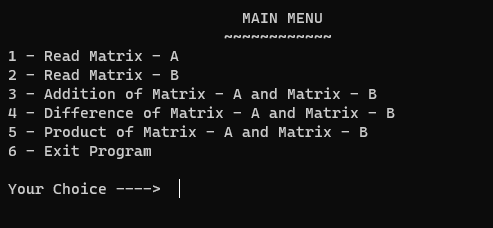 MAIN MENU
~~~~~~~~~~~~
1 - Read Matrix - A
2 - Read Matrix - B
3 - Addition of Matrix - A and Matrix - B
4 - Difference of Matrix - A and Matrix - B
5 - Product of Matrix - A and Matrix - B
6 - Exit Program
Your Choice ---->